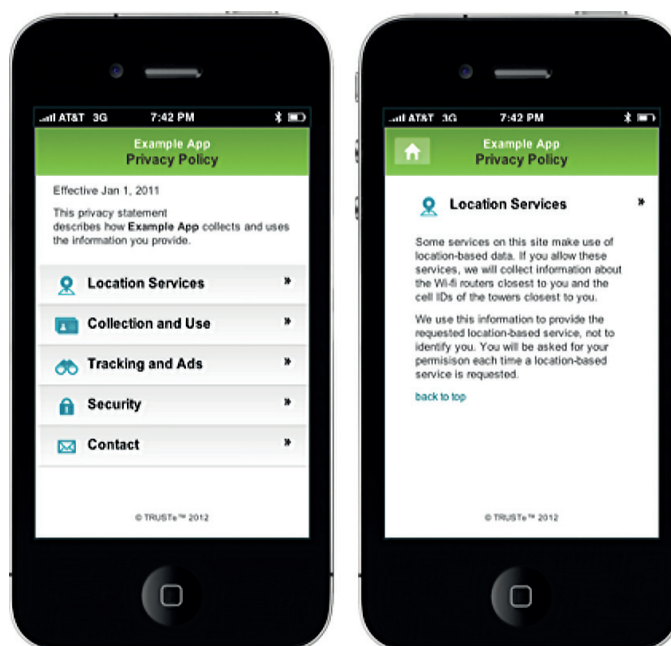 AT&T 3G 7:42 PM
Example App
Privacy Policy
Effective Jan 1, 2011
This privacy statement
describes how Example App collects and uses
the information you provide.
Location Services »
Collection and Use »
Tracking and Ads »
Security »
Contact »
© TRUSTe™ 2012
AT&T 3G 7:42 PM
Example App
Privacy Policy
Location Services »
Some services on this site make use of
location-based data. If you allow these
services, we will collect information about
the Wi-fi routers closest to you and the
cell IDs of the towers closest to you.
We use this information to provide the
requested location-based service, not to
identify you. You will be asked for your
permisison each time a location-based
service is requested.
back to top
© TRUSTe™ 2012